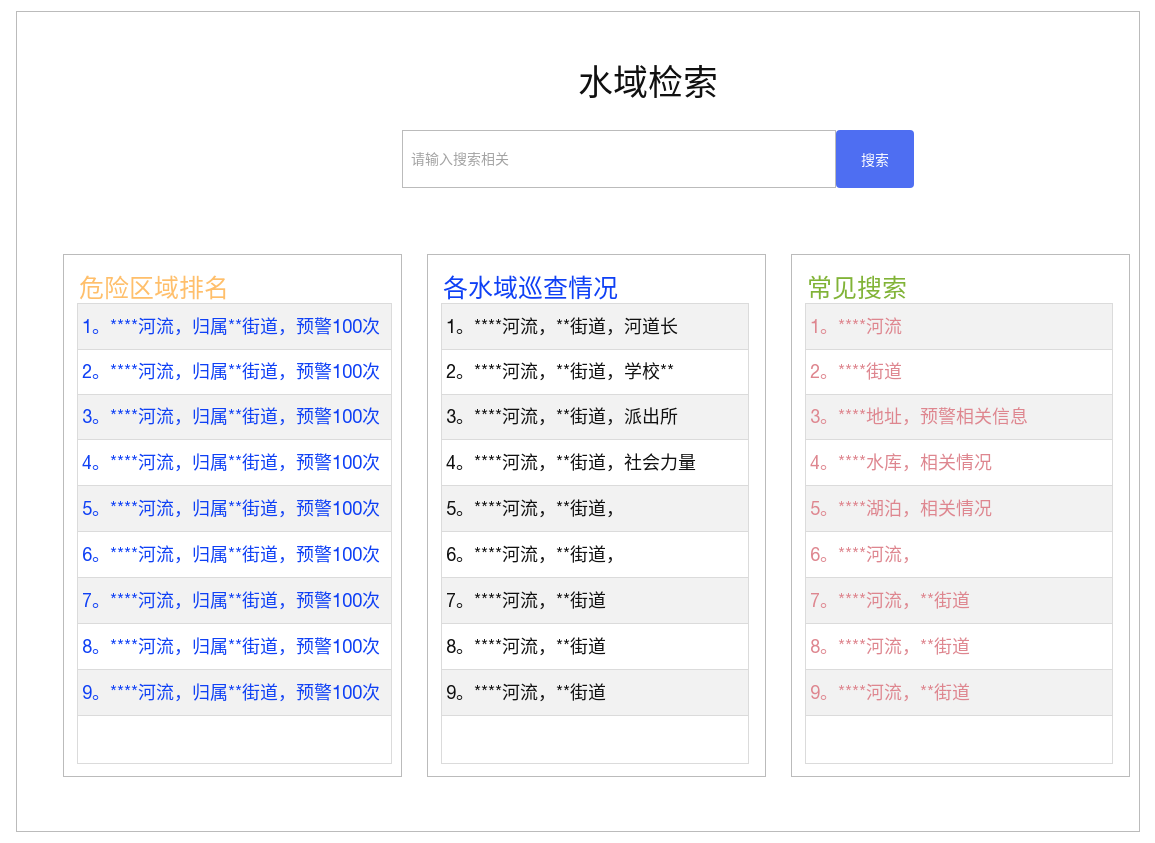 水域检索
请输入搜索相关
搜索
危险区域排名
1。****河流，归属**街道，预警100次
2。****河流，归属**街道，预警100次
3。****河流，归属**街道，预警100次
4。****河流，归属**街道，预警100次
5。****河流，归属**街道，预警100次
6。****河流，归属**街道，预警100次
7。****河流，归属**街道，预警100次
8。****河流，归属**街道，预警100次
9。****河流，归属**街道，预警100次
各水域巡查情况
1。****河流，**街道，河道长
2。****河流，**街道，学校**
3。****河流，**街道，派出所
4。****河流，**街道，社会力量
5。****河流，**街道，
6。****河流，**街道，
7。****河流，**街道
8。****河流，**街道
9。****河流，**街道
常见搜索
1。****河流
2。****街道
3。****地址，预警相关信息
4。****水库，相关情况
5。****湖泊，相关情况
6。****河流，
7。****河流，**街道
8。****河流，**街道
9。****河流，**街道